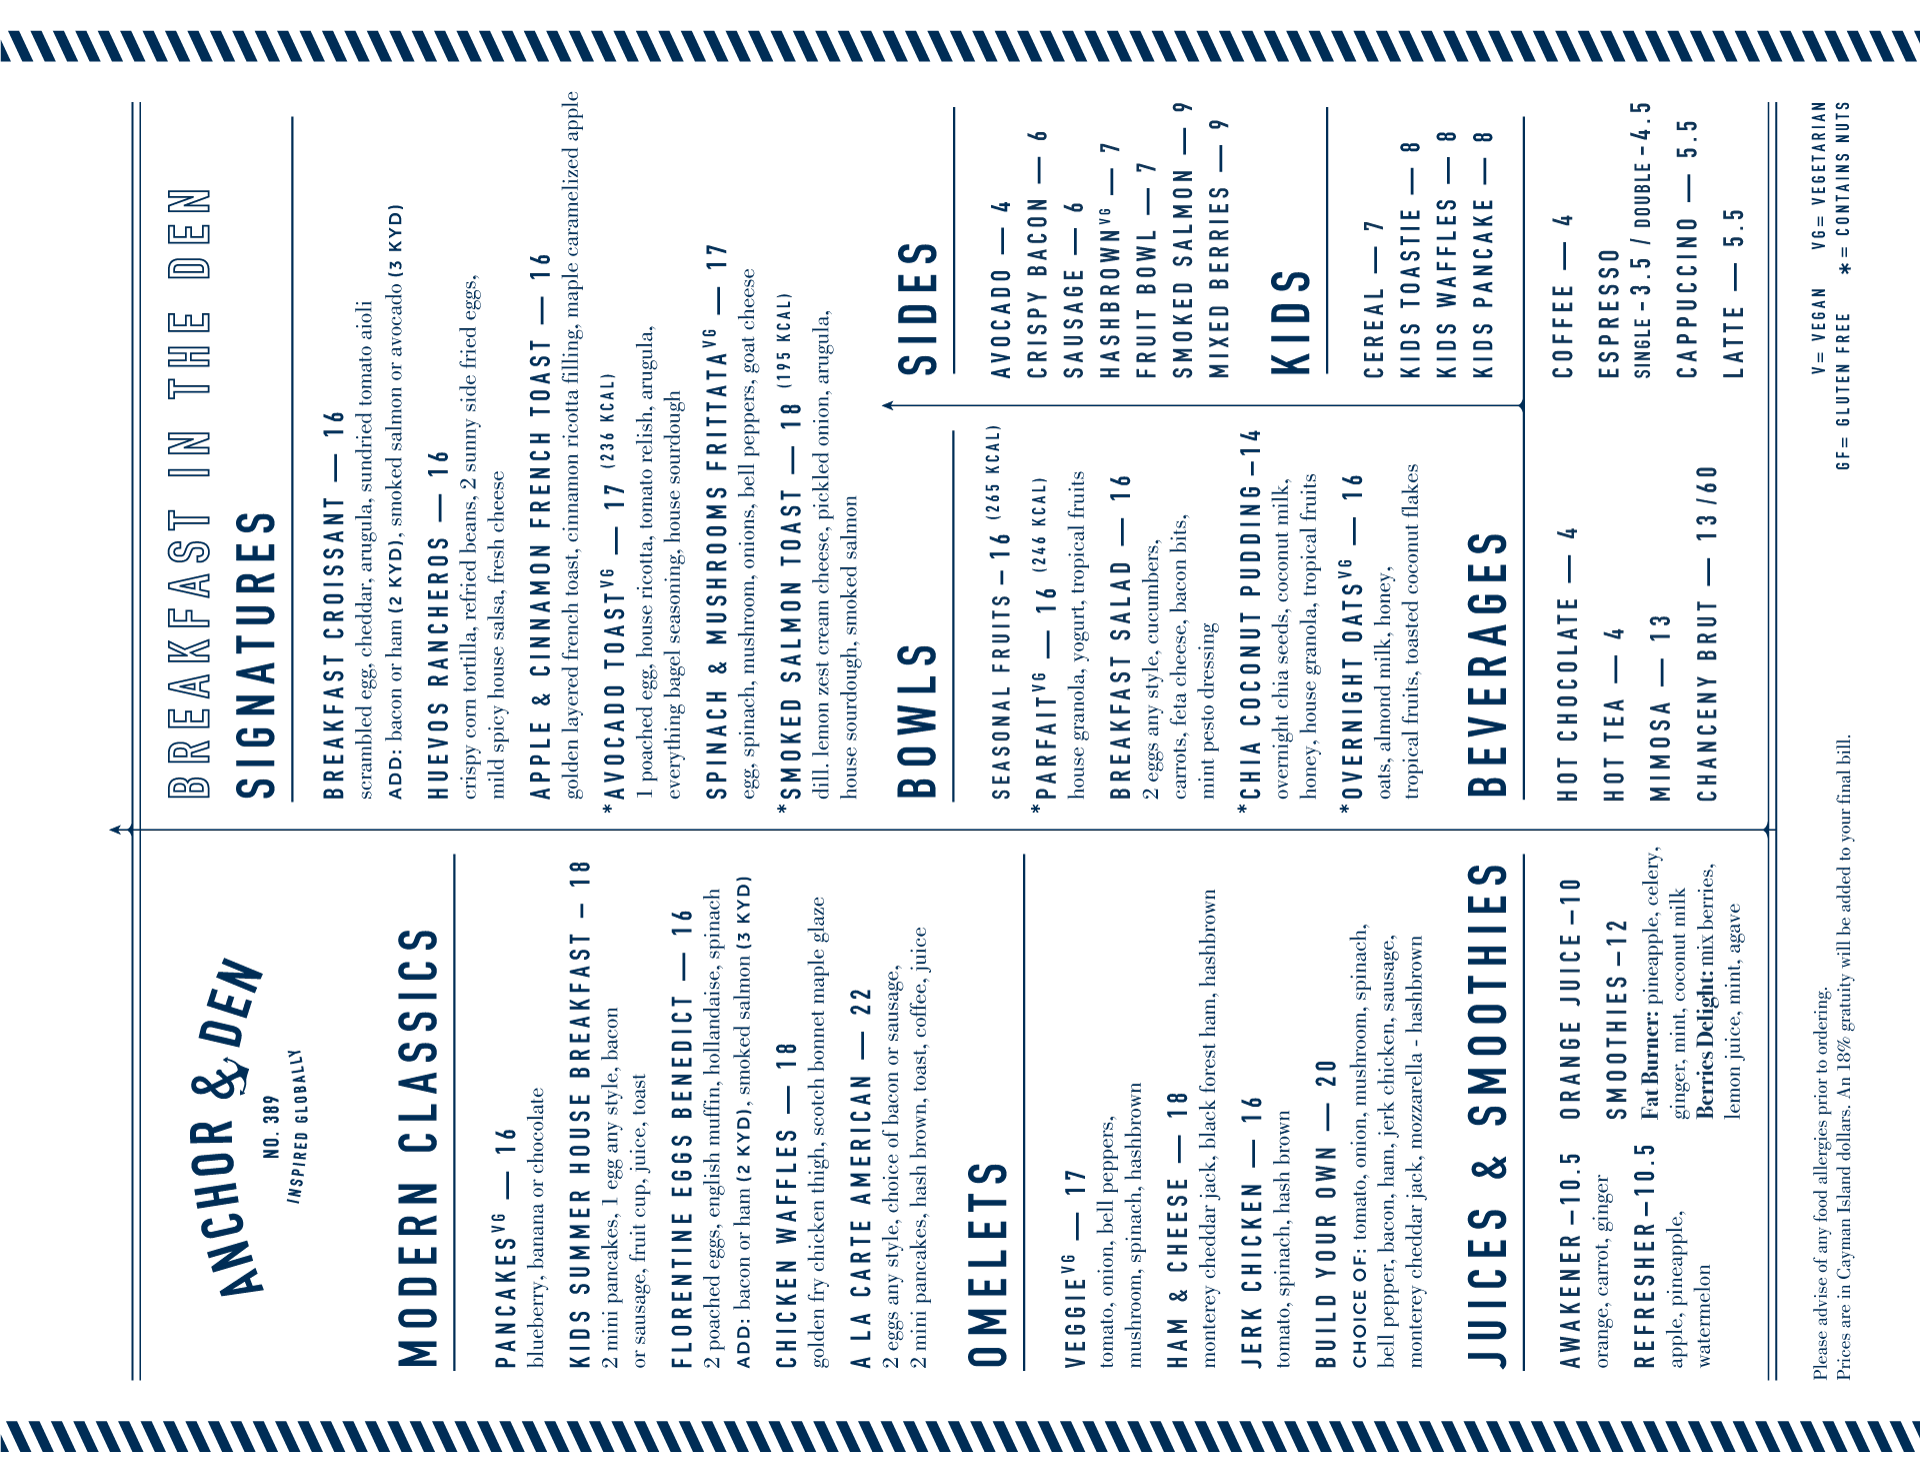 ANCHOR & DEN
NO. 389
INSPIRED GLOBALLY
MODERN CLASSICS
PANCAKES VG — 16
blueberry, banana or chocolate
KIDS SUMMER HOUSE BREAKFAST – 18
2 mini pancakes, 1 egg any style, bacon
or sausage, fruit cup, juice, toast
FLORENTINE EGGS BENEDICT — 16
2 poached eggs, english muffin, hollandaise, spinach
ADD: bacon or ham (2 KYD), smoked salmon (3 KYD)
CHICKEN WAFFLES — 18
golden fry chicken thigh, scotch bonnet maple glaze
A LA CARTE AMERICAN — 22
2 eggs any style, choice of bacon or sausage,
2 mini pancakes, hash brown, toast, coffee, juice
OMELETS
VEGGIE VG — 17
tomato, onion, bell peppers,
mushroom, spinach, hashbrown
HAM & CHEESE — 18
monterey cheddar jack, black forest ham, hashbrown
JERK CHICKEN — 16
tomato, spinach, hash brown
BUILD YOUR OWN — 20
CHOICE OF: tomato, onion, mushroom, spinach,
bell pepper, bacon, ham, jerk chicken, sausage,
monterey cheddar jack, mozzarella - hashbrown
JUICES & SMOOTHIES
AWAKENER –10.5
orange, carrot, ginger
REFRESHER –10.5
apple, pineapple,
watermelon
ORANGE JUICE –10
SMOOTHIES –12
Fat Burner: pineapple, celery,
ginger, mint, coconut milk
Berries Delight: mix berries,
lemon juice, mint, agave
BREAKFAST IN THE DEN
SIGNATURES
BREAKFAST CROISSANT — 16
scrambled egg, cheddar, arugula, sundried tomato aioli
ADD: bacon or ham (2 KYD), smoked salmon or avocado (3 KYD)
HUEVOS RANCHEROS — 16
crispy corn tortilla, refried beans, 2 sunny side fried eggs,
mild spicy house salsa, fresh cheese
APPLE & CINNAMON FRENCH TOAST — 16
golden layered french toast, cinnamon ricotta filling, maple caramelized apple
*AVOCADO TOAST VG — 17 (236 KCAL)
1 poached egg, house ricotta, tomato relish, arugula,
everything bagel seasoning, house sourdough
SPINACH & MUSHROOMS FRITTATA VG — 17
egg, spinach, mushroom, onions, bell peppers, goat cheese
*SMOKED SALMON TOAST — 18 (195 KCAL)
dill. lemon zest cream cheese, pickled onion, arugula,
house sourdough, smoked salmon
BOWLS
SEASONAL FRUITS – 16 (265 KCAL)
*PARFAIT VG — 16 (246 KCAL)
house granola, yogurt, tropical fruits
BREAKFAST SALAD — 16
2 eggs any style, cucumbers,
carrots, feta cheese, bacon bits,
mint pesto dressing
*CHIA COCONUT PUDDING –14
overnight chia seeds, coconut milk,
honey, house granola, tropical fruits
*OVERNIGHT OATS VG — 16
oats, almond milk, honey,
tropical fruits, toasted coconut flakes
SIDES
AVOCADO — 4
CRISPY BACON — 6
SAUSAGE — 6
HASHBROWN VG — 7
FRUIT BOWL — 7
SMOKED SALMON — 9
MIXED BERRIES — 9
KIDS
CEREAL — 7
KIDS TOASTIE — 8
KIDS WAFFLES — 8
KIDS PANCAKE — 8
BEVERAGES
HOT CHOCOLATE — 4
HOT TEA — 4
MIMOSA — 13
CHANCENY BRUT — 13/60
COFFEE — 4
ESPRESSO
SINGLE – 3.5 / DOUBLE – 4.5
CAPPUCCINO — 5.5
LATTE — 5.5
Please advise of any food allergies prior to ordering.
Prices are in Cayman Island dollars. An 18% gratuity will be added to your final bill.
V= VEGAN VG= VEGETARIAN
GF= GLUTEN FREE *= CONTAINS NUTS